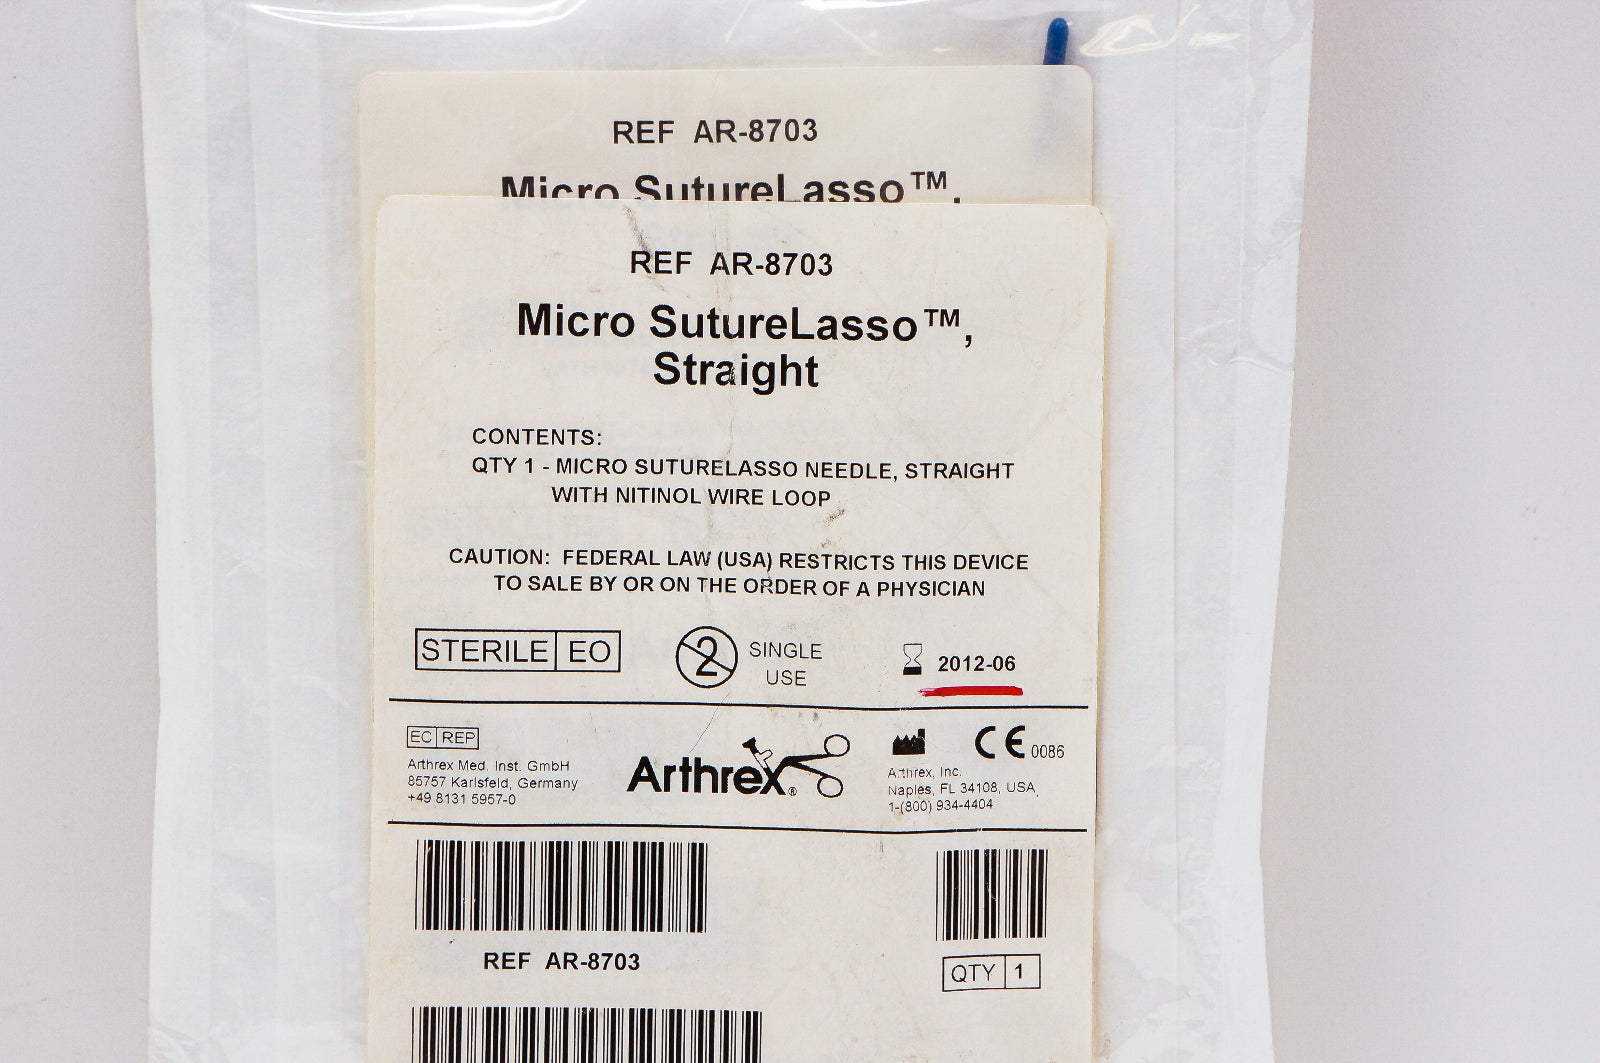 REF AR-8703
Micro SutureLasso™,
REF AR-8703
Micro SutureLasso™,
Straight
CONTENTS:
QTY 1 - MICRO SUTURELASSO NEEDLE, STRAIGHT
WITH NITINOL WIRE LOOP
CAUTION: FEDERAL LAW (USA) RESTRICTS THIS DEVICE
TO SALE BY OR ON THE ORDER OF A PHYSICIAN
STERILE EO
2 SINGLE
USE
2012-06
EC REP
Arthrex Med. Inst. GmbH
85757 Karlsfeld, Germany
+49 8131 5957-0
Arthrex®
CE 0086
Arthrex, Inc.
Naples, FL 34108, USA,
1-(800) 934-4404
REF AR-8703
QTY 1